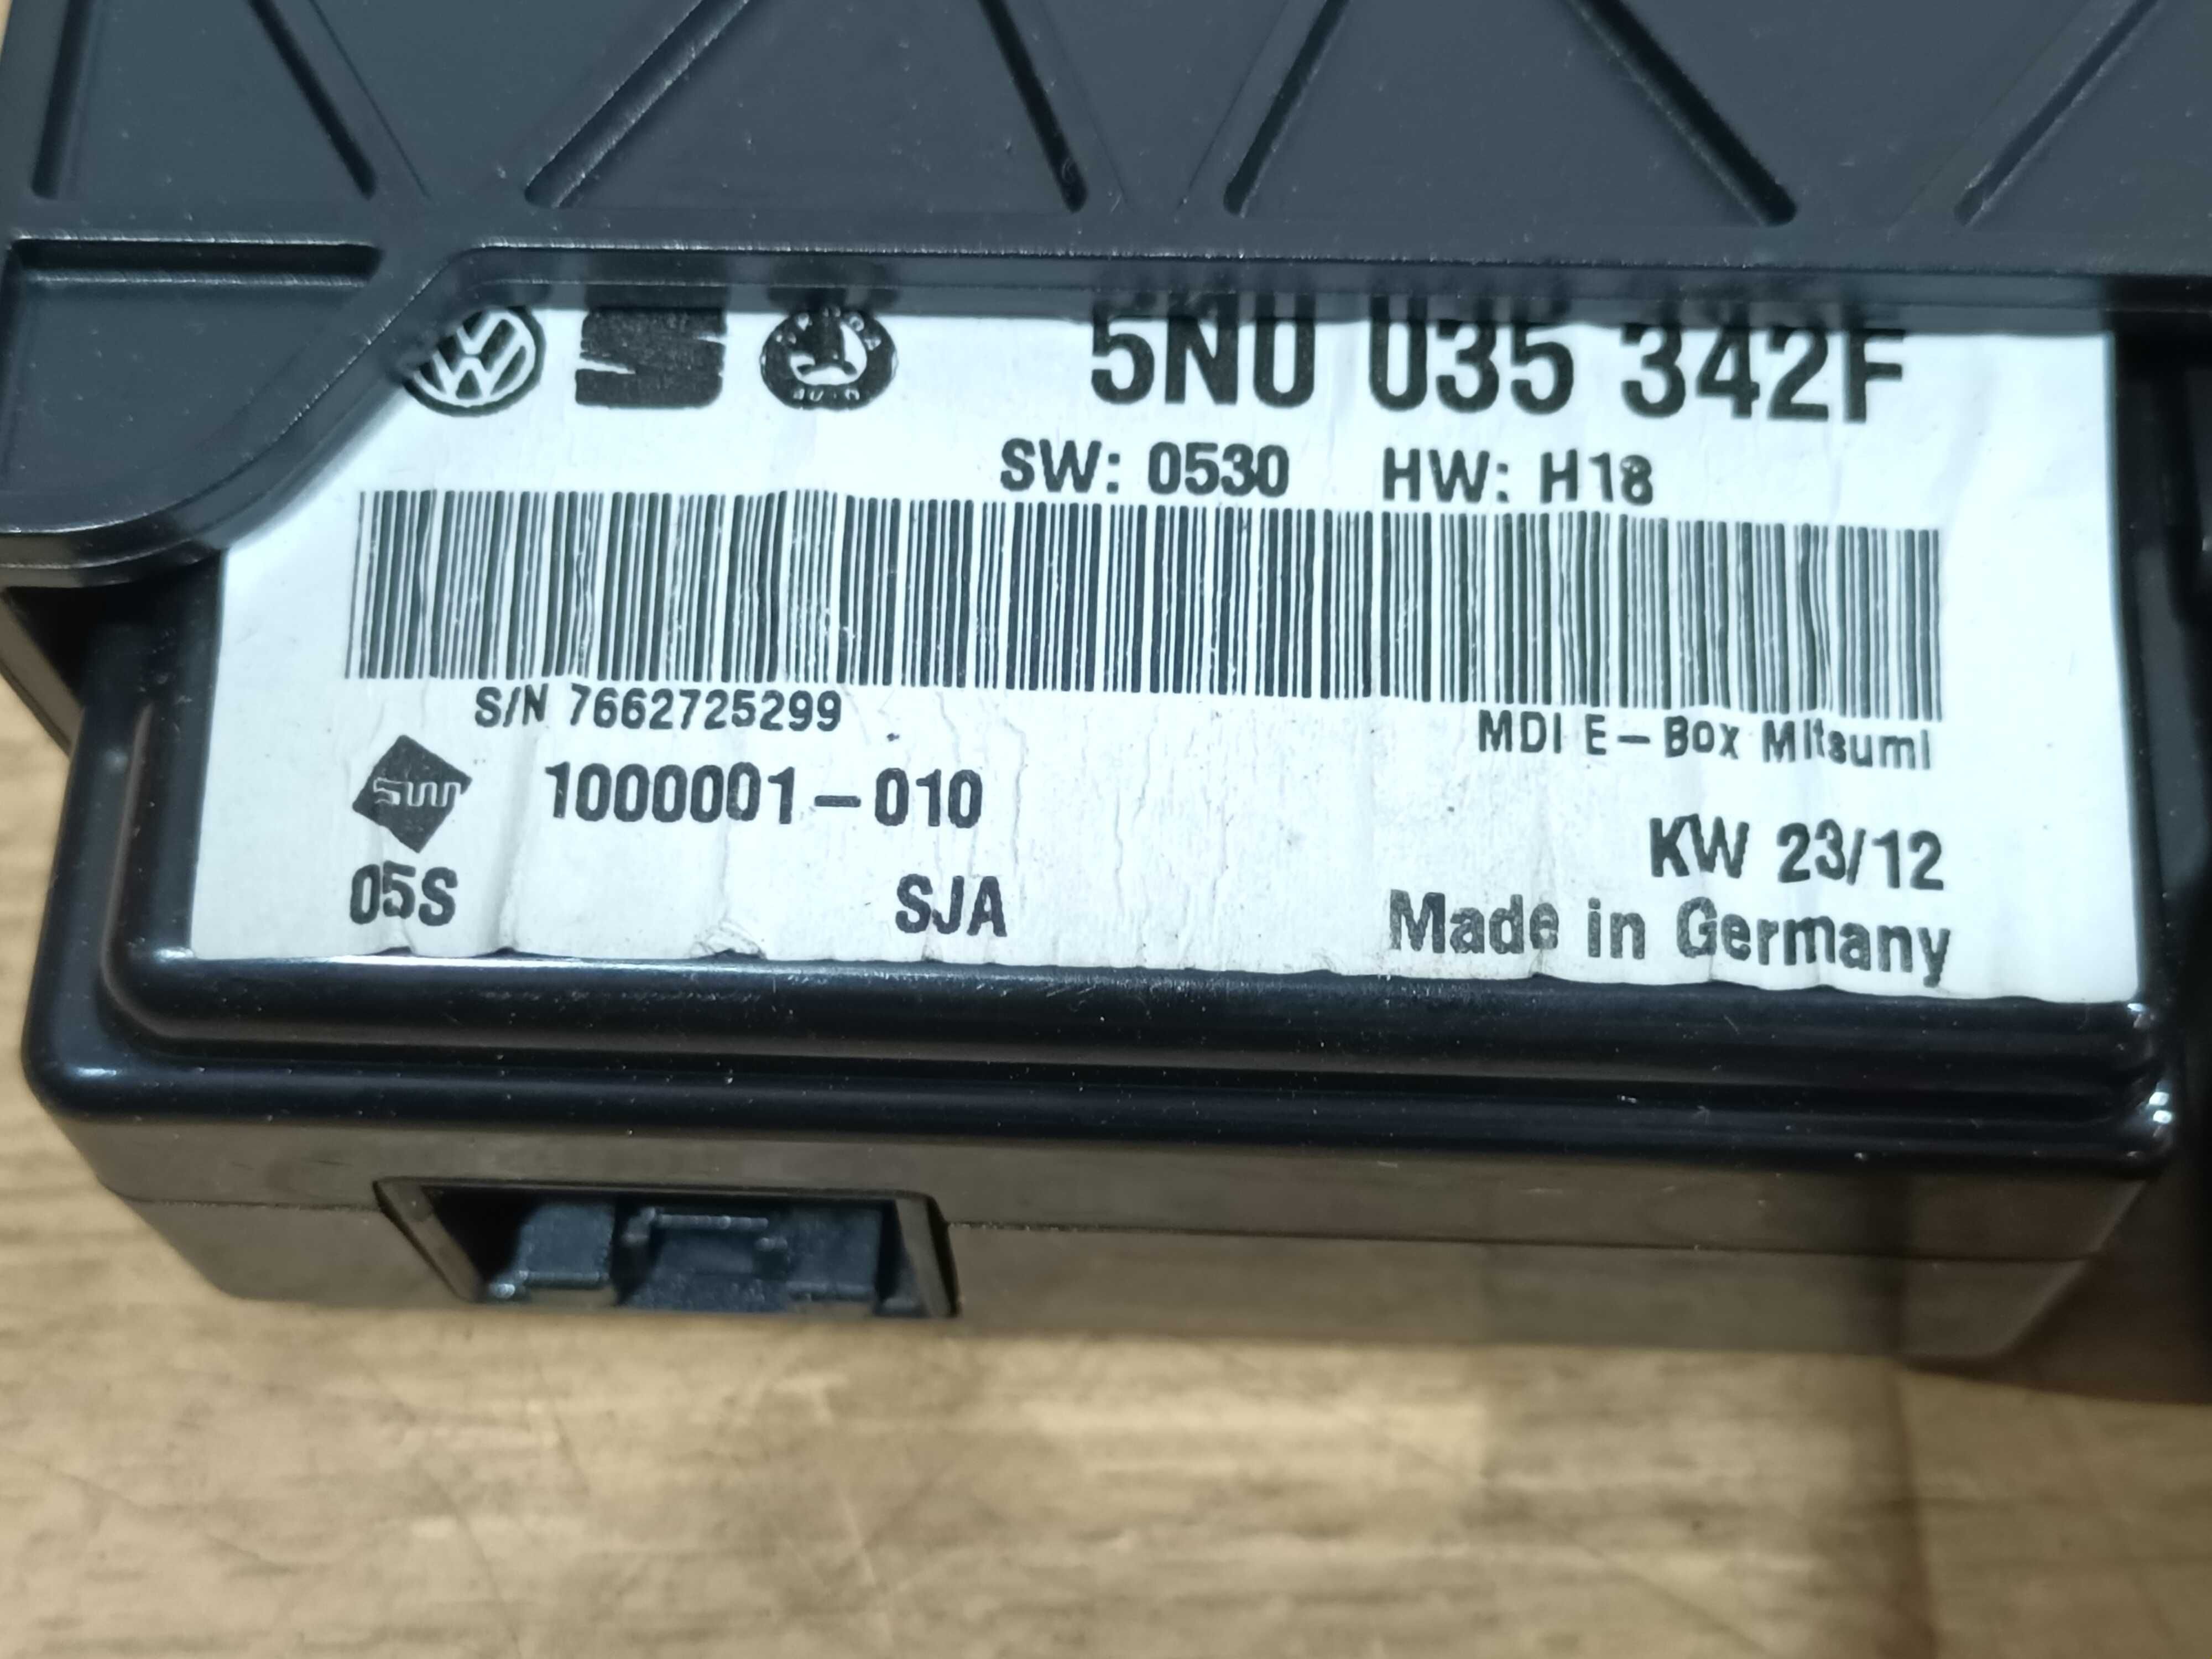 5N0 035 342F
SW: 0530 HW: H18
S/N 7662725299
MDI E-Box Mitsumi
SW 1000001-010
KW 23/12
05S SJA
Made in Germany